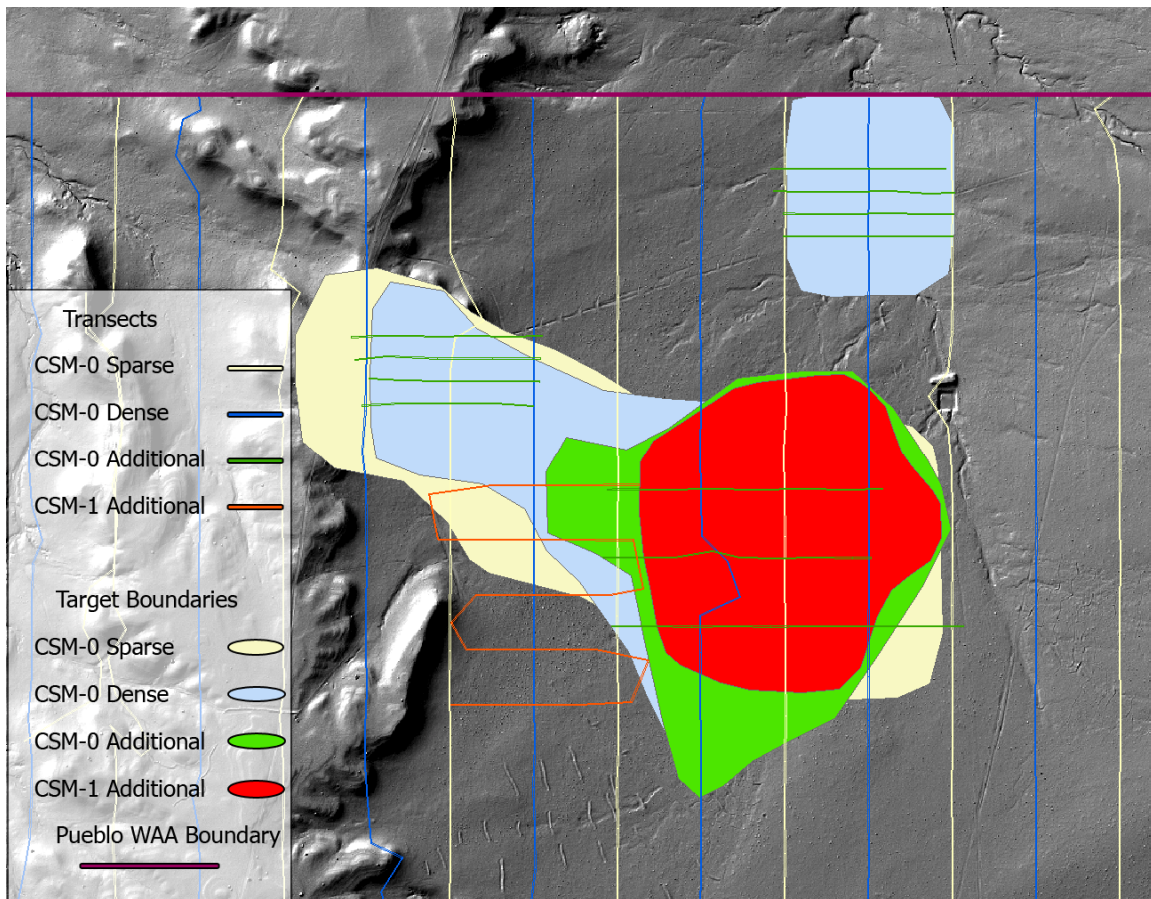 Transects
CSM-0 Sparse
CSM-0 Dense
CSM-0 Additional
CSM-1 Additional
Target Boundaries
CSM-0 Sparse
CSM-0 Dense
CSM-0 Additional
CSM-1 Additional
Pueblo WAA Boundary